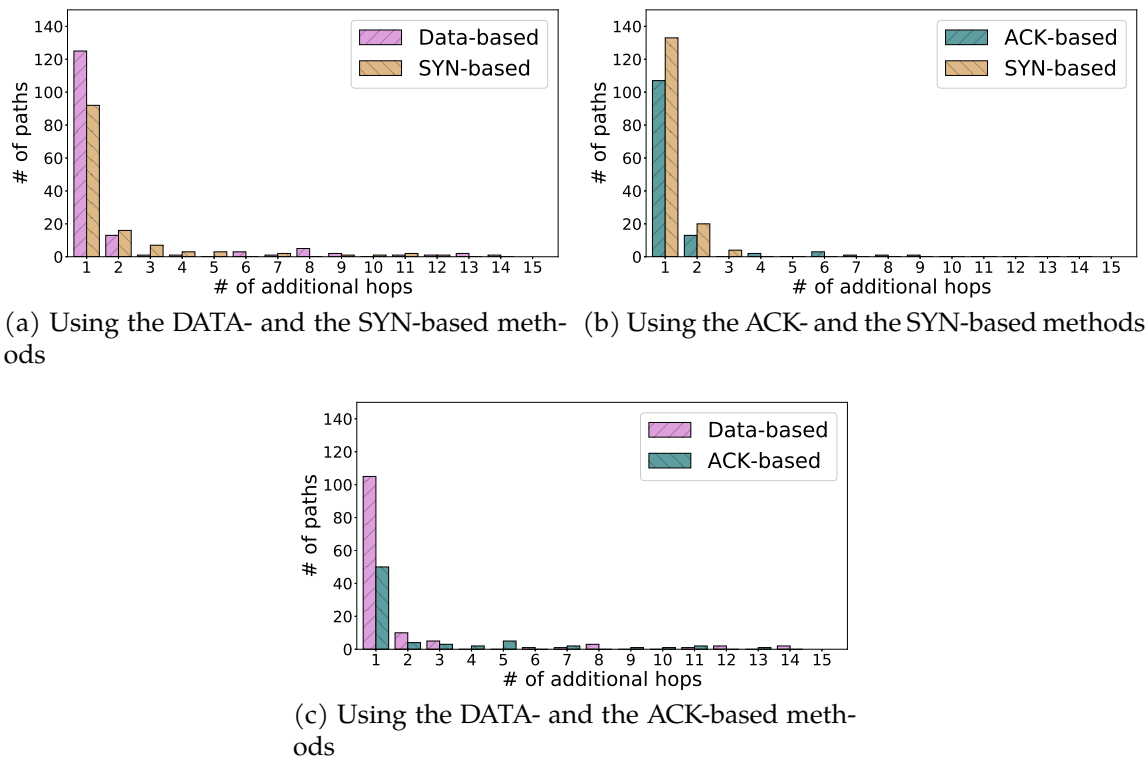 140
120
100
80
60
40
20
0
# of paths
Data-based
SYN-based
1 2 3 4 5 6 7 8 9 10 11 12 13 14 15
# of additional hops
(a) Using the DATA- and the SYN-based meth-
ods
140
120
100
80
60
40
20
0
# of paths
ACK-based
SYN-based
1 2 3 4 5 6 7 8 9 10 11 12 13 14 15
# of additional hops
(b) Using the ACK- and the SYN-based methods
140
120
100
80
60
40
20
0
# of paths
Data-based
ACK-based
1 2 3 4 5 6 7 8 9 10 11 12 13 14 15
# of additional hops
(c) Using the DATA- and the ACK-based meth-
ods